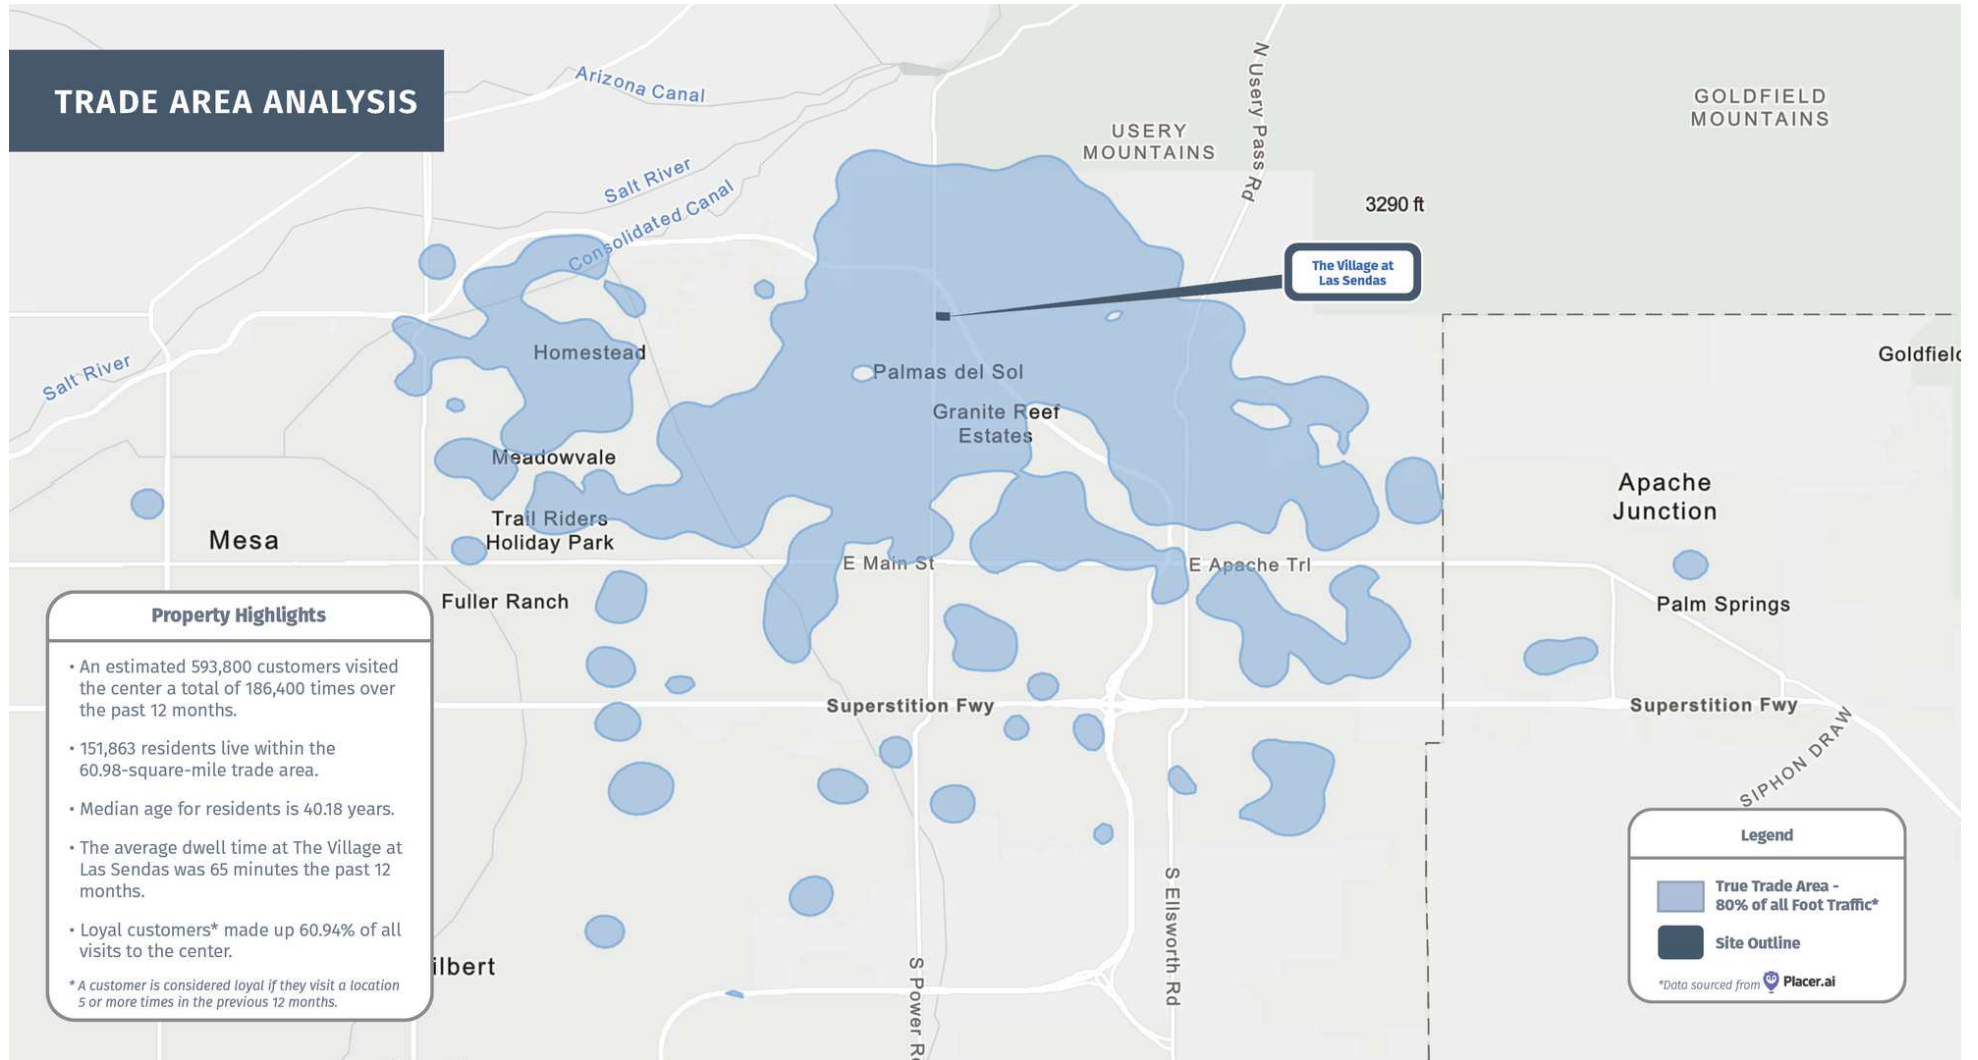 TRADE AREA ANALYSIS
Arizona Canal
Salt River
Consolidated Canal
N Usery Pass Rd
USERY
MOUNTAINS
GOLDFIELD
MOUNTAINS
3290 ft
The Village at
Las Sendas
Salt River
Homestead
Palmas del Sol
Granite Reef
Estates
Goldfield
Meadowvale
Trail Riders
Holiday Park
Mesa
Apache
Junction
E Main St
E Apache Trl
Fuller Ranch
Palm Springs
Superstition Fwy
Superstition Fwy
SIPHON DRAW
S Ellsworth Rd
S Power Rd
ilbert
Property Highlights
• An estimated 593,800 customers visited
the center a total of 186,400 times over
the past 12 months.
• 151,863 residents live within the
60.98-square-mile trade area.
• Median age for residents is 40.18 years.
• The average dwell time at The Village at
Las Sendas was 65 minutes the past 12
months.
• Loyal customers* made up 60.94% of all
visits to the center.
* A customer is considered loyal if they visit a location
5 or more times in the previous 12 months.
Legend
True Trade Area -
80% of all Foot Traffic*
Site Outline
*Data sourced from Placer.ai